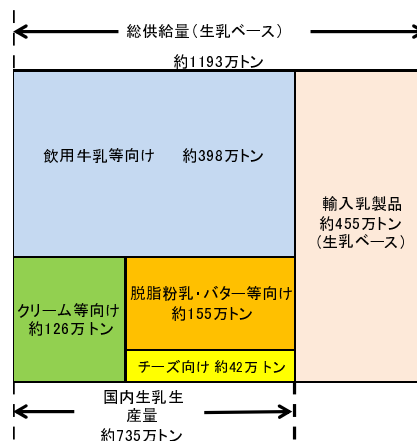 総供給量（生乳ベース）
約1193万トン
飲用牛乳等向け 約398万トン
輸入乳製品
約455万トン
（生乳ベース）
クリーム等向け
約126万トン
脱脂粉乳・バター等向け
約155万トン
チーズ向け 約42万トン
国内生乳生
産量
約735万トン